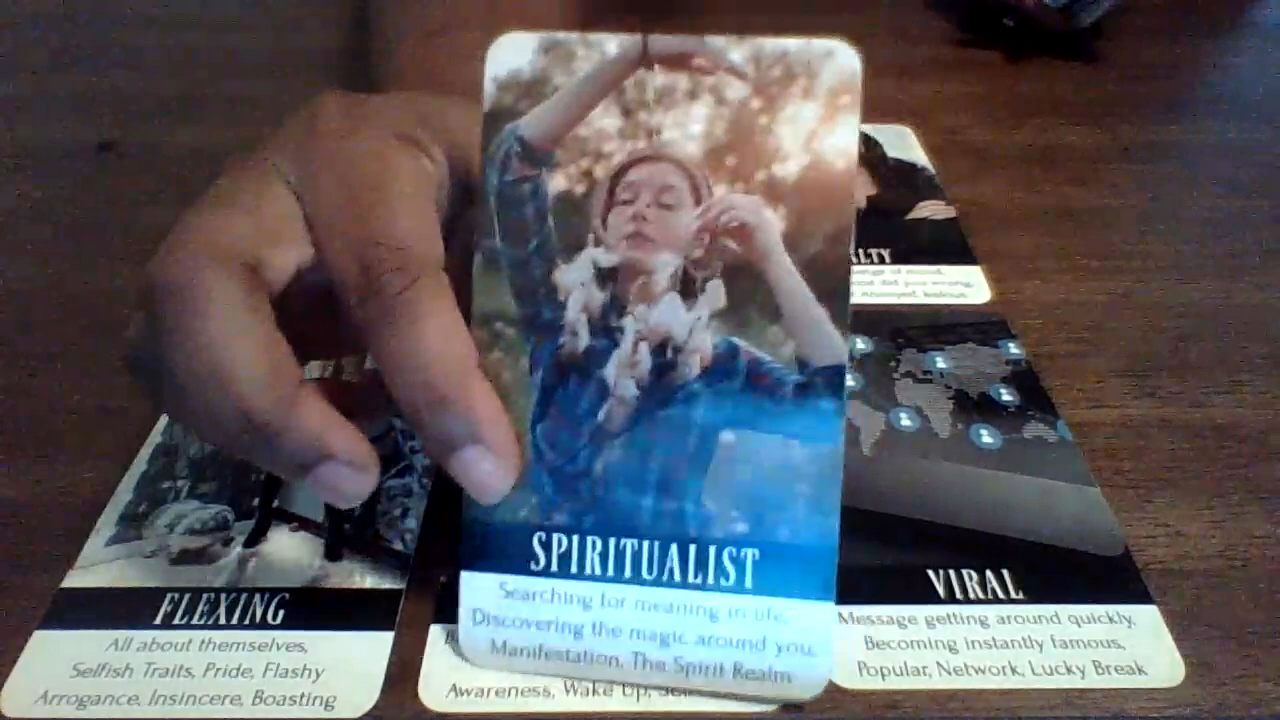 SPIRITUALIST
Searching for meaning in life,
Discovering the magic around you,
Manifestation, The Spirit Realm
FLEXING
All about themselves,
Selfish Traits, Pride, Flashy
Arrogance, Insincere, Boasting
Awareness, Wake Up,
ALTY
VIRAL
Message getting around quickly,
Becoming instantly famous,
Popular, Network, Lucky Break